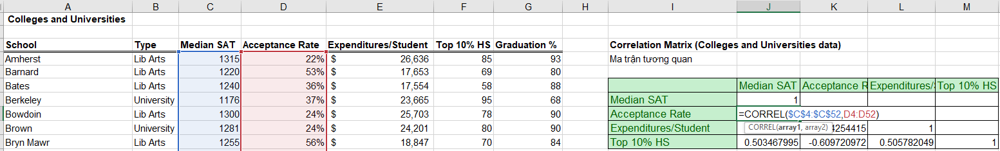 A B C D E F G H I J K L M
Colleges and Universities
School Type Median SAT Acceptance Rate Expenditures/Student Top 10% HS Graduation % Correlation Matrix (Colleges and Universities data)
Amherst Lib Arts 1315 22% $ 26,636 85 93 Ma trận tương quan
Barnard Lib Arts 1220 53% $ 17,653 69 80
Bates Lib Arts 1240 36% $ 17,554 58 88 Median SAT Acceptance R Expenditures/ Top 10% HS
Berkeley University 1176 37% $ 23,665 95 68 Median SAT 1
Bowdoin Lib Arts 1300 24% $ 25,703 78 90 Acceptance Rate =CORREL($C$4:$C$52,D4:D52)
Brown University 1281 24% $ 24,201 80 90 Expenditures/Student CORREL(array1, array2) 4254415 1
Bryn Mawr Lib Arts 1255 56% $ 18,847 70 84 Top 10% HS 0.503467995 -0.609720972 0.505782049 1